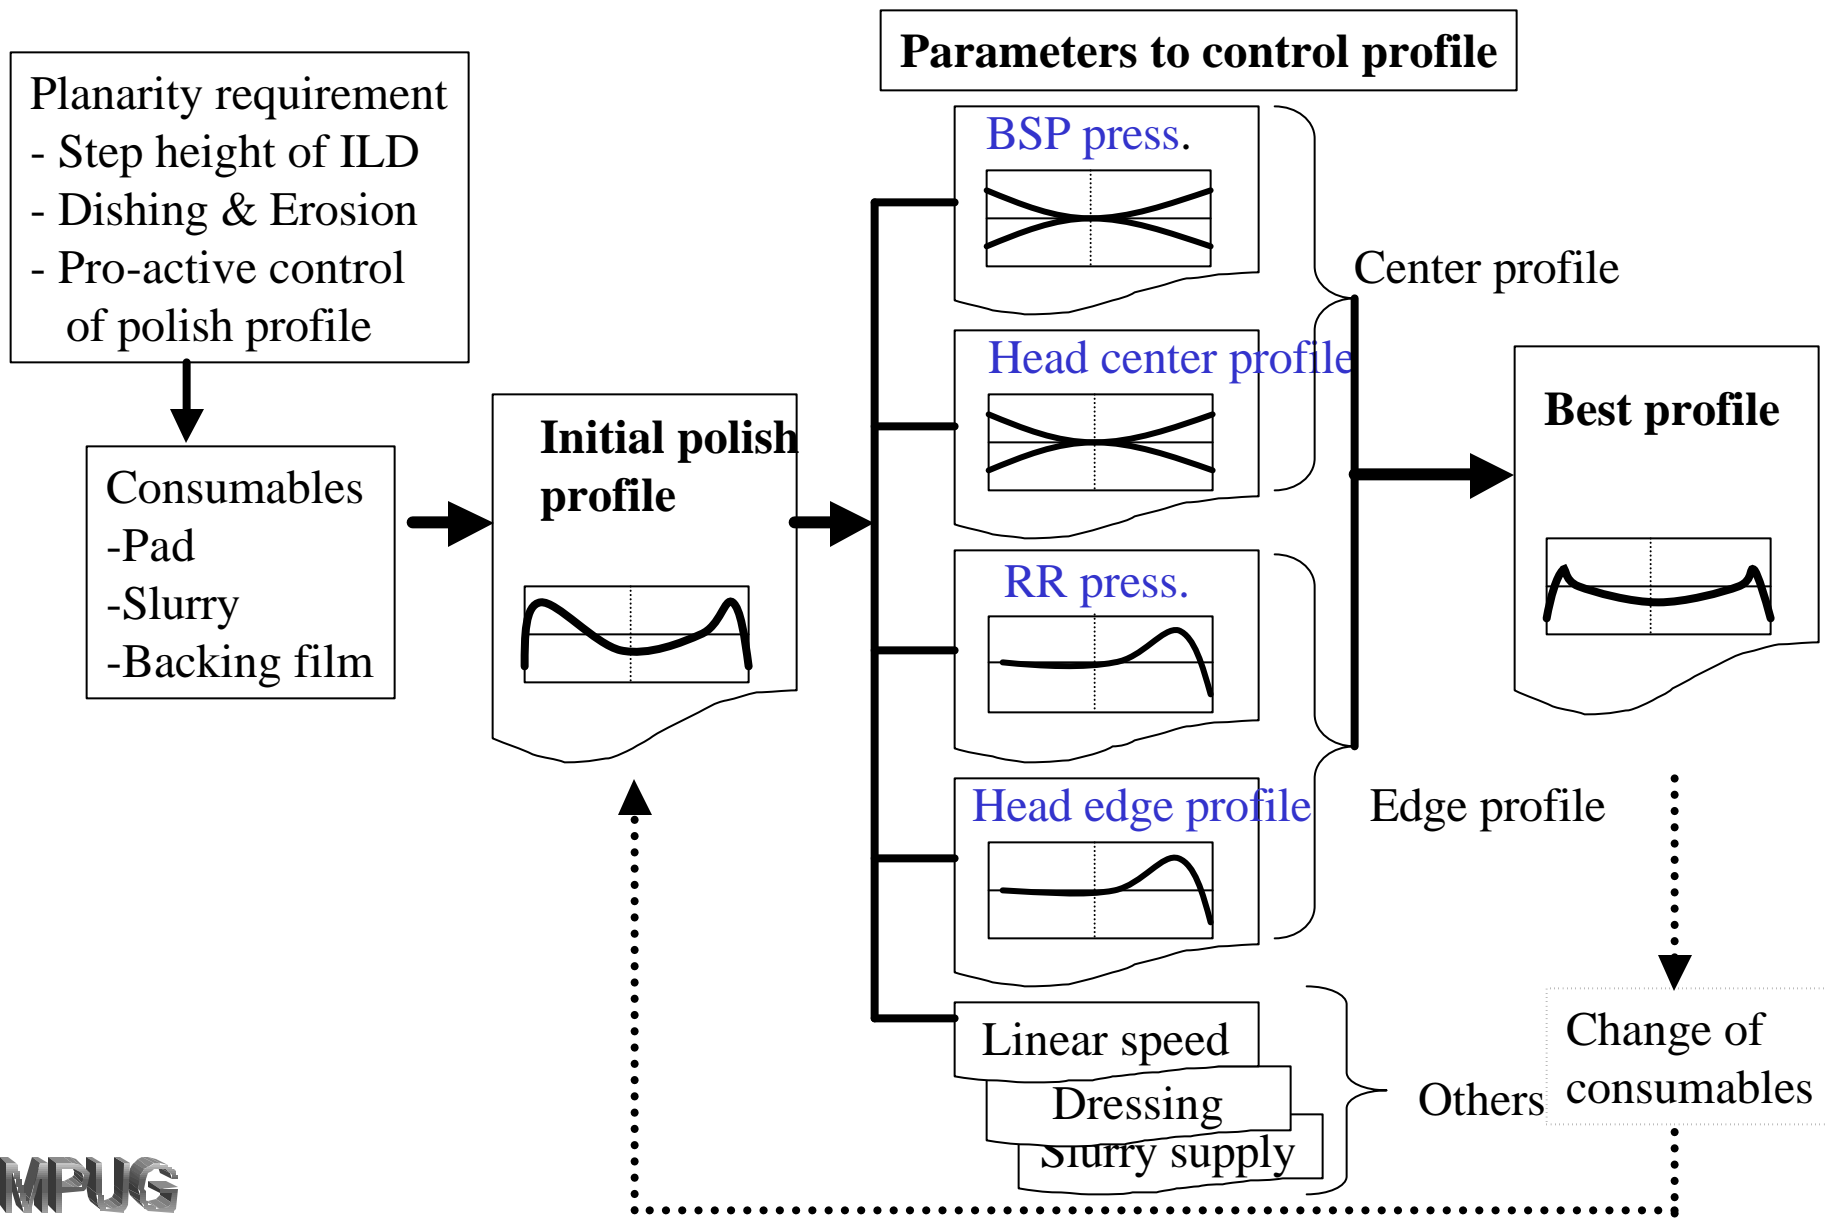 Parameters to control profile
Planarity requirement
- Step height of ILD
- Dishing & Erosion
- Pro-active control
of polish profile
Consumables
-Pad
-Slurry
-Backing film
Initial polish
profile
BSP press.
Head center profile
RR press.
Head edge profile
Linear speed
Dressing
Slurry supply
Center profile
Edge profile
Others
Best profile
Change of
consumables
MPUG